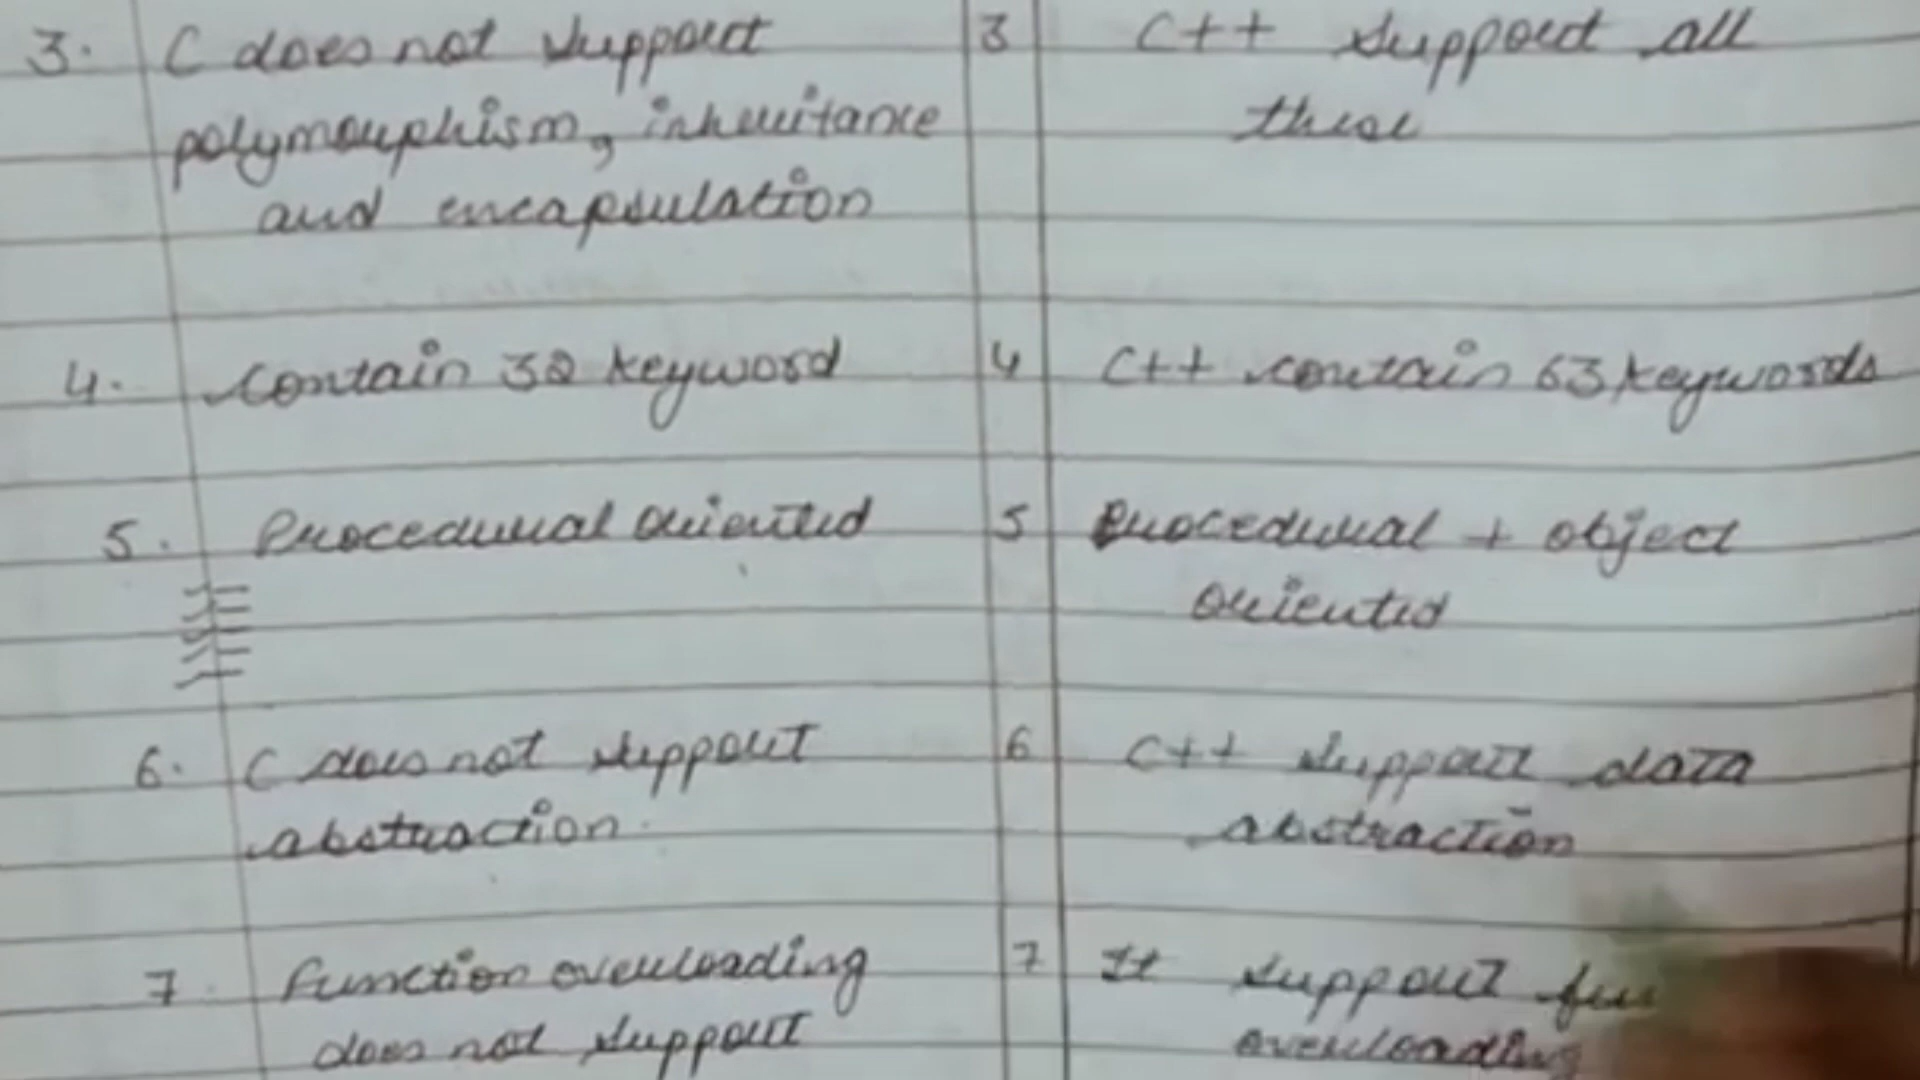 3. C does not support
polymorphism, inheritance
and encapsulation
3 C++ support all
these
4. Contain 32 keyword
4 C++ contain 63 keywords
5. Procedural oriented
5 Procedural + object
oriented
6. C does not support
abstraction.
6 C++ support data
abstraction
7. Function overloading
does not support
7 It support
overloading